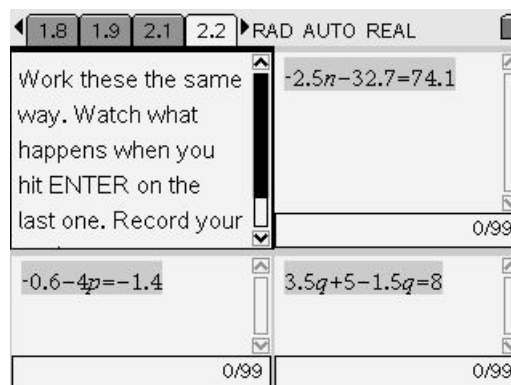 1.8 1.9 2.1 2.2 RAD AUTO REAL
Work these the same
way. Watch what
happens when you
hit ENTER on the
last one. Record your
-2.5n-32.7=74.1
0/99
-0.6-4p=-1.4
0/99
3.5q+5-1.5q=8
0/99